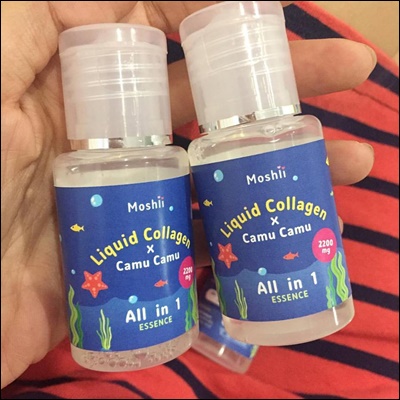 Moshii
Liquid Collagen
x
Camu Camu
2200
mg
All in 1
ESSENCE
Moshii
Liquid Collagen
x
Camu Camu
2200
mg
All in 1
ESSENCE